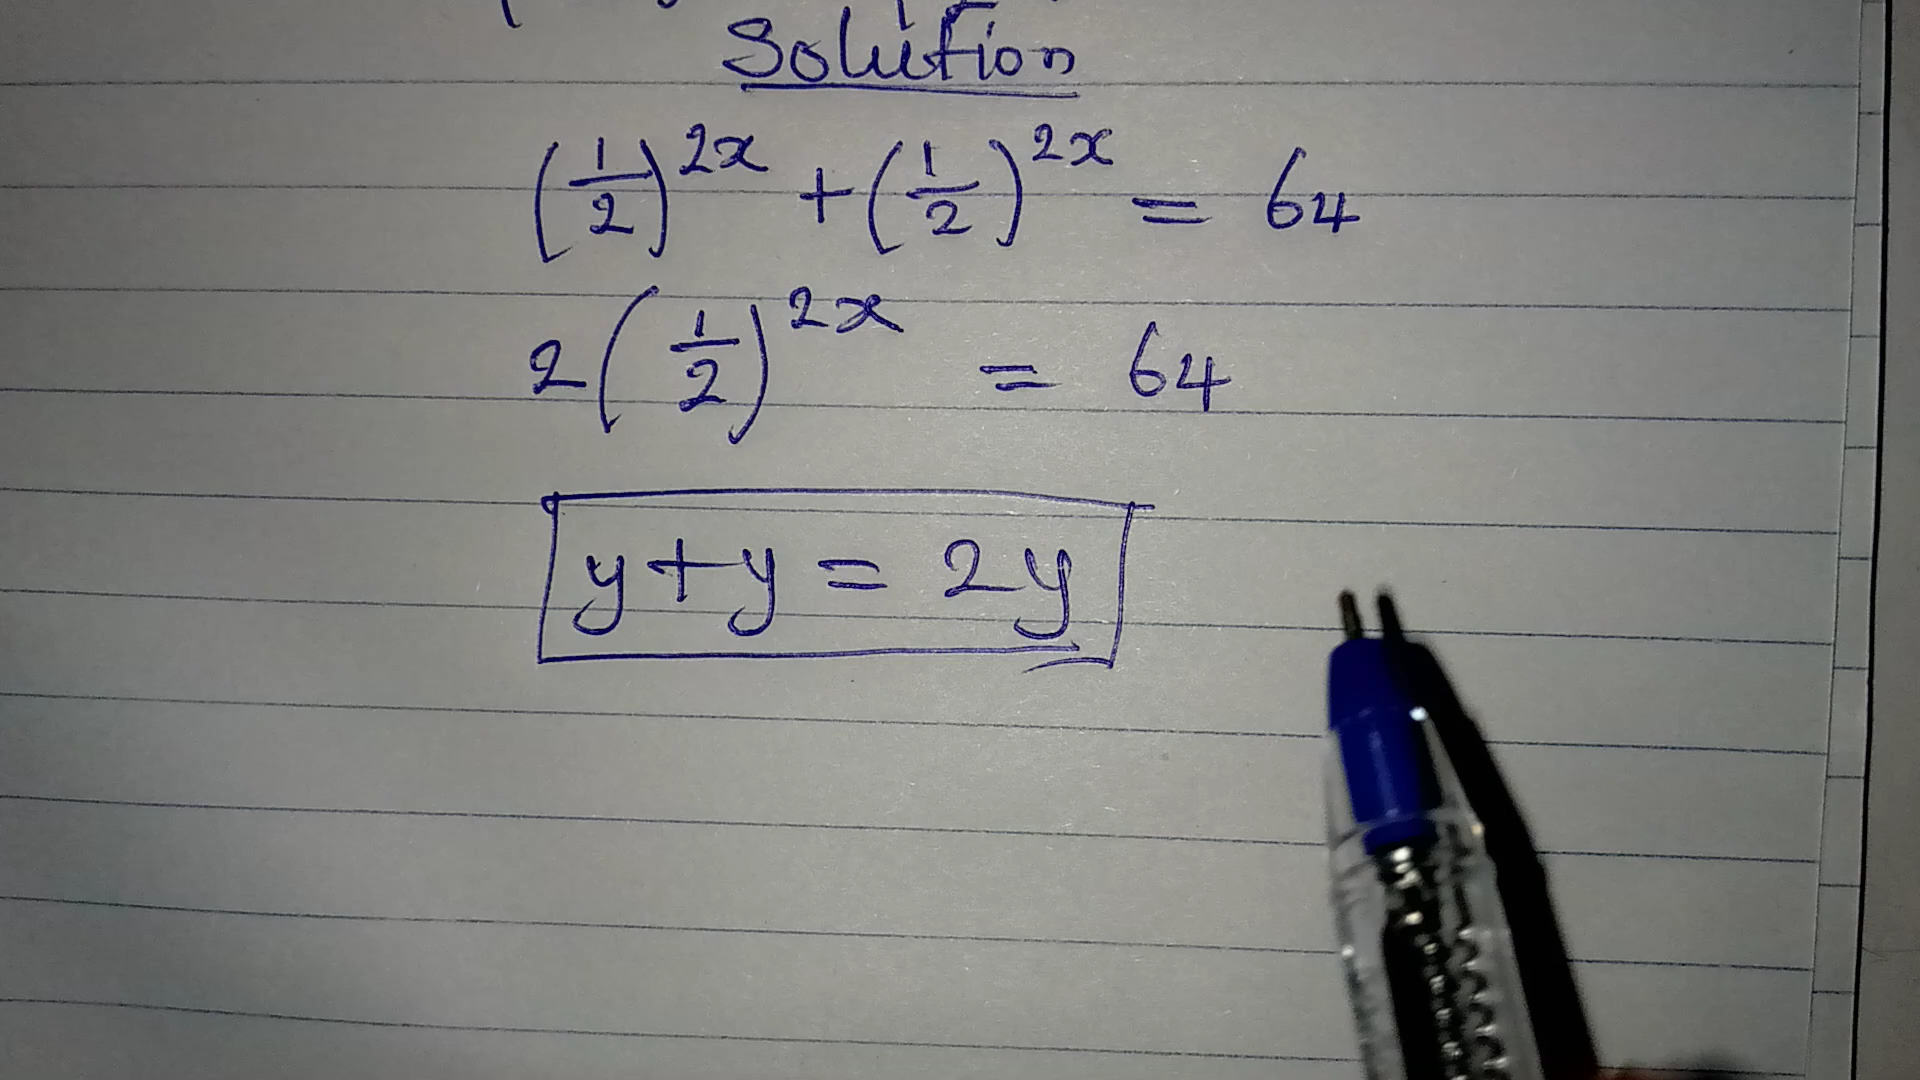 Solution
(1/2)^2x + (1/2)^2x = 64
2(1/2)^2x = 64
y+y = 2y